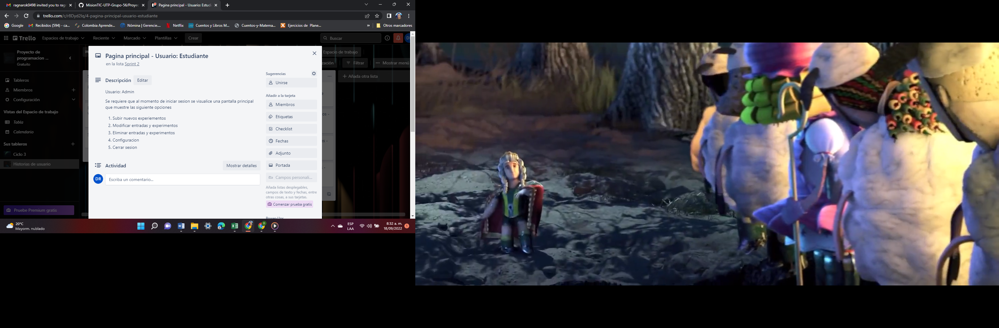 ragnarok0498 invited you to rag
MisionTIC-UTP-Grupo-56/Proyec
Pagina principal - Usuario: Estudi
trello.com/c/r8Dyd2lq/4-pagina-principal-usuario-estudiante
Google
Recibidos (594) - ca...
Colombia Aprende...
Nómina | Gerencie....
Netflix
Cuentos y Libros M...
Cuentos-y-Matema...
Ejercicios de Plane...
»
Otros marcadores
Trello
Espacios de trabajo
Reciente
Marcado
Plantillas
Crear
Buscar
Proyecto de
programacion ...
Gratuito
Tableros
Miembros
Configuración
Vistas del Espacio de trabajo
Tabla
Calendario
Sus tableros
Ciclo 3
Historias de usuario
Pruebe Premium gratis
Espacio de trabajo
zación
Filtrar
Mostrar menú
Añada otra lista
os -
es -
Pagina principal - Usuario: Estudiante
en la lista Sprint 2
Descripción
Editar
Usuario: Admin
Se requiere que al momento de iniciar sesion se visualice una pantalla principal
que muestre las siguiente opciones
1. Subir nuevos experiementos
2. Modificar entradas y experimentos
3. Eliminar entradas y experimentos
4. Configuracion
5. Cerrar sesion
Actividad
Mostrar detalles
DR
Escriba un comentario...
Sugerencias
Unirse
Añadir a la tarjeta
Miembros
Etiquetas
Checklist
Fechas
Adjunto
Portada
Campos personali...
Añada listas desplegables,
campos de texto y fechas, entre
otras cosas, a sus tarjetas.
Comenzar prueba gratis
Power-Ups
20°C
Mayorm. nublado
D
ESP
LAA
8:32 a. m.
18/09/2022
1